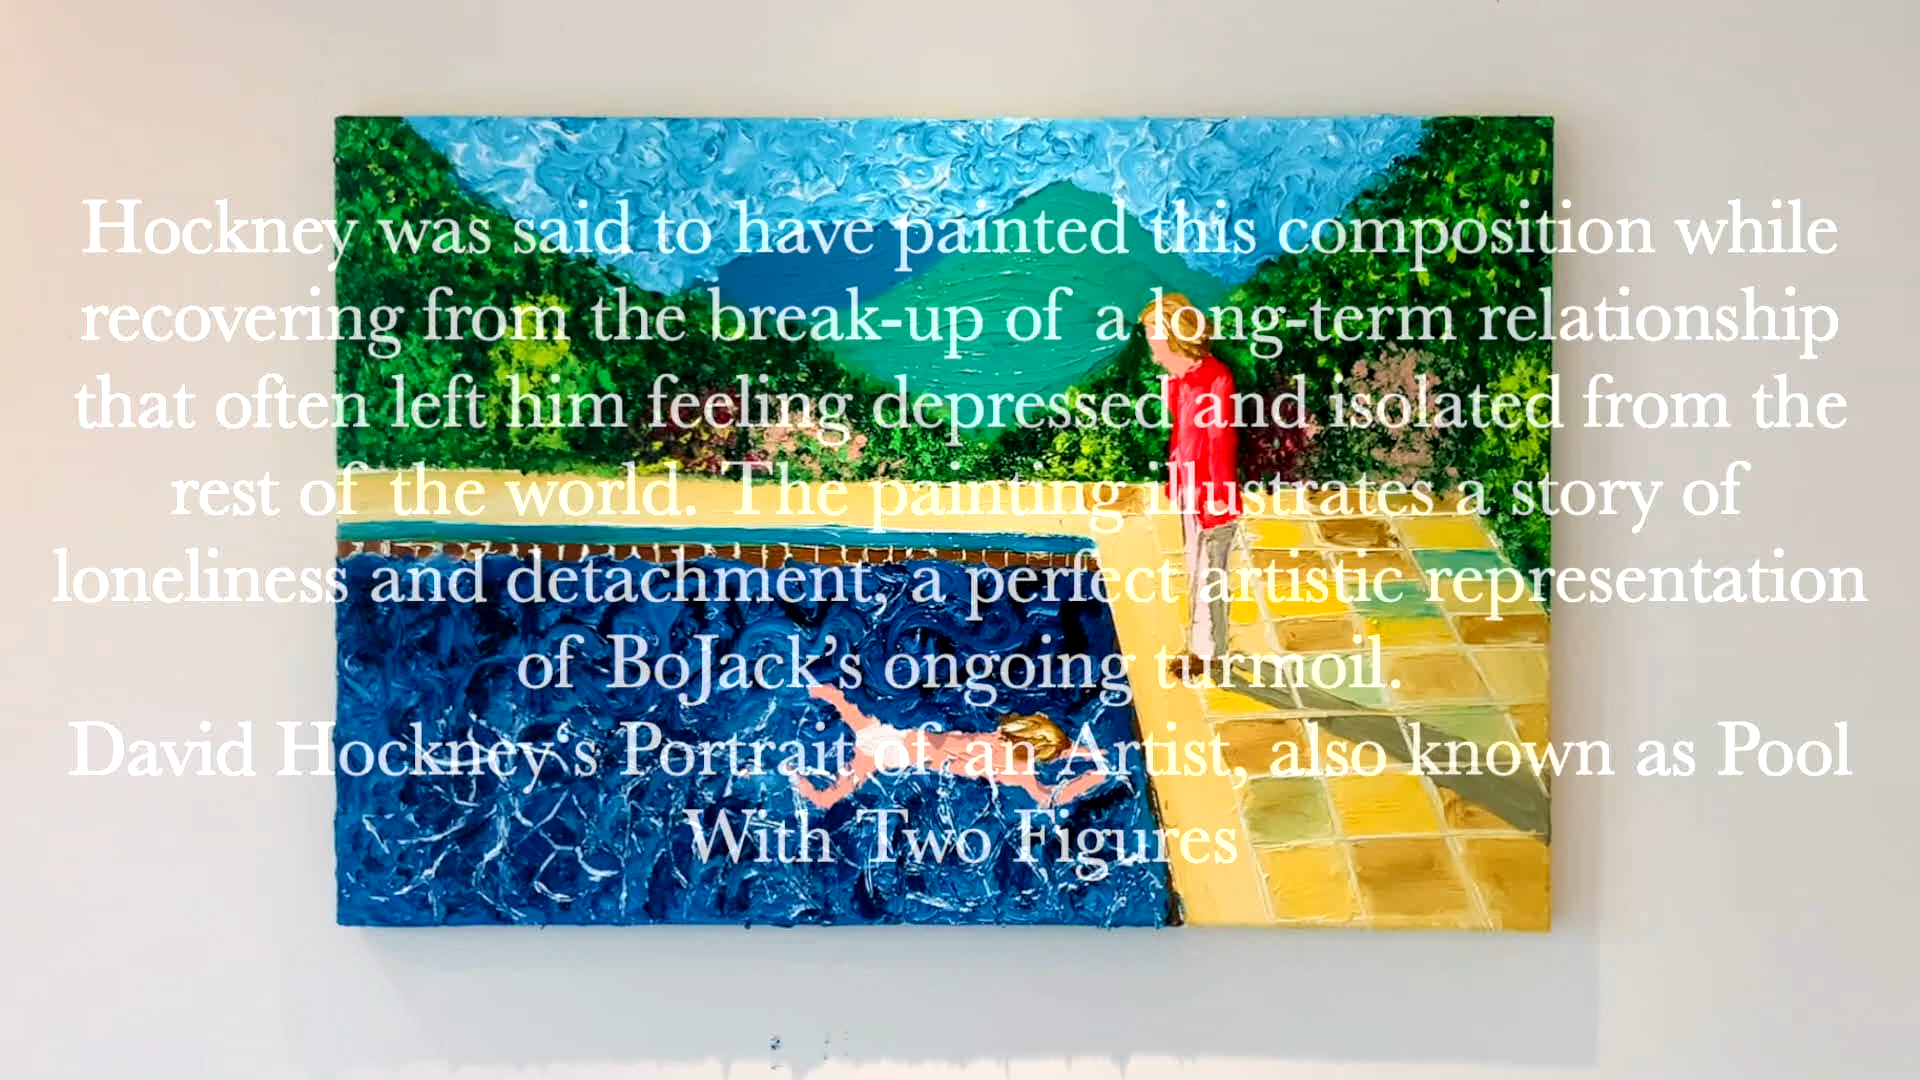 Hockney was said to have painted this composition while
recovering from the break-up of a long-term relationship
that often left him feeling depressed and isolated from the
rest of the world. The painting illustrates a story of
loneliness and detachment, a perfect artistic representation
of BoJack’s ongoing turmoil.
David Hockney‘s Portrait of an Artist, also known as Pool
With Two Figures